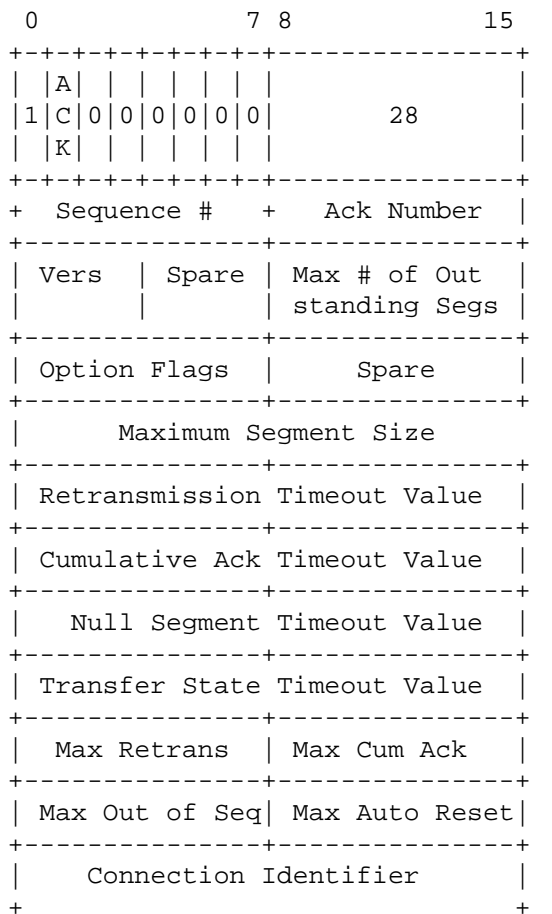 0             7 8            15
+-+-+-+-+-+-+-+-+---------------+
| |A| | | | | | |               |
|1|C|0|0|0|0|0|0|       28      |
| |K| | | | | | |               |
+-+-+-+-+-+-+-+-+---------------+
+  Sequence #   +   Ack Number  |
+---------------+---------------+
| Vers  | Spare | Max # of Out  |
|       |       | standing Segs |
+---------------+---------------+
| Option Flags  |     Spare     |
+---------------+---------------+
|      Maximum Segment Size     |
+---------------+---------------+
| Retransmission Timeout Value  |
+---------------+---------------+
| Cumulative Ack Timeout Value  |
+---------------+---------------+
|   Null Segment Timeout Value  |
+---------------+---------------+
| Transfer State Timeout Value  |
+---------------+---------------+
|  Max Retrans  | Max Cum Ack   |
+---------------+---------------+
| Max Out of Seq| Max Auto Reset|
+---------------+---------------+
|    Connection Identifier      |
+                               +